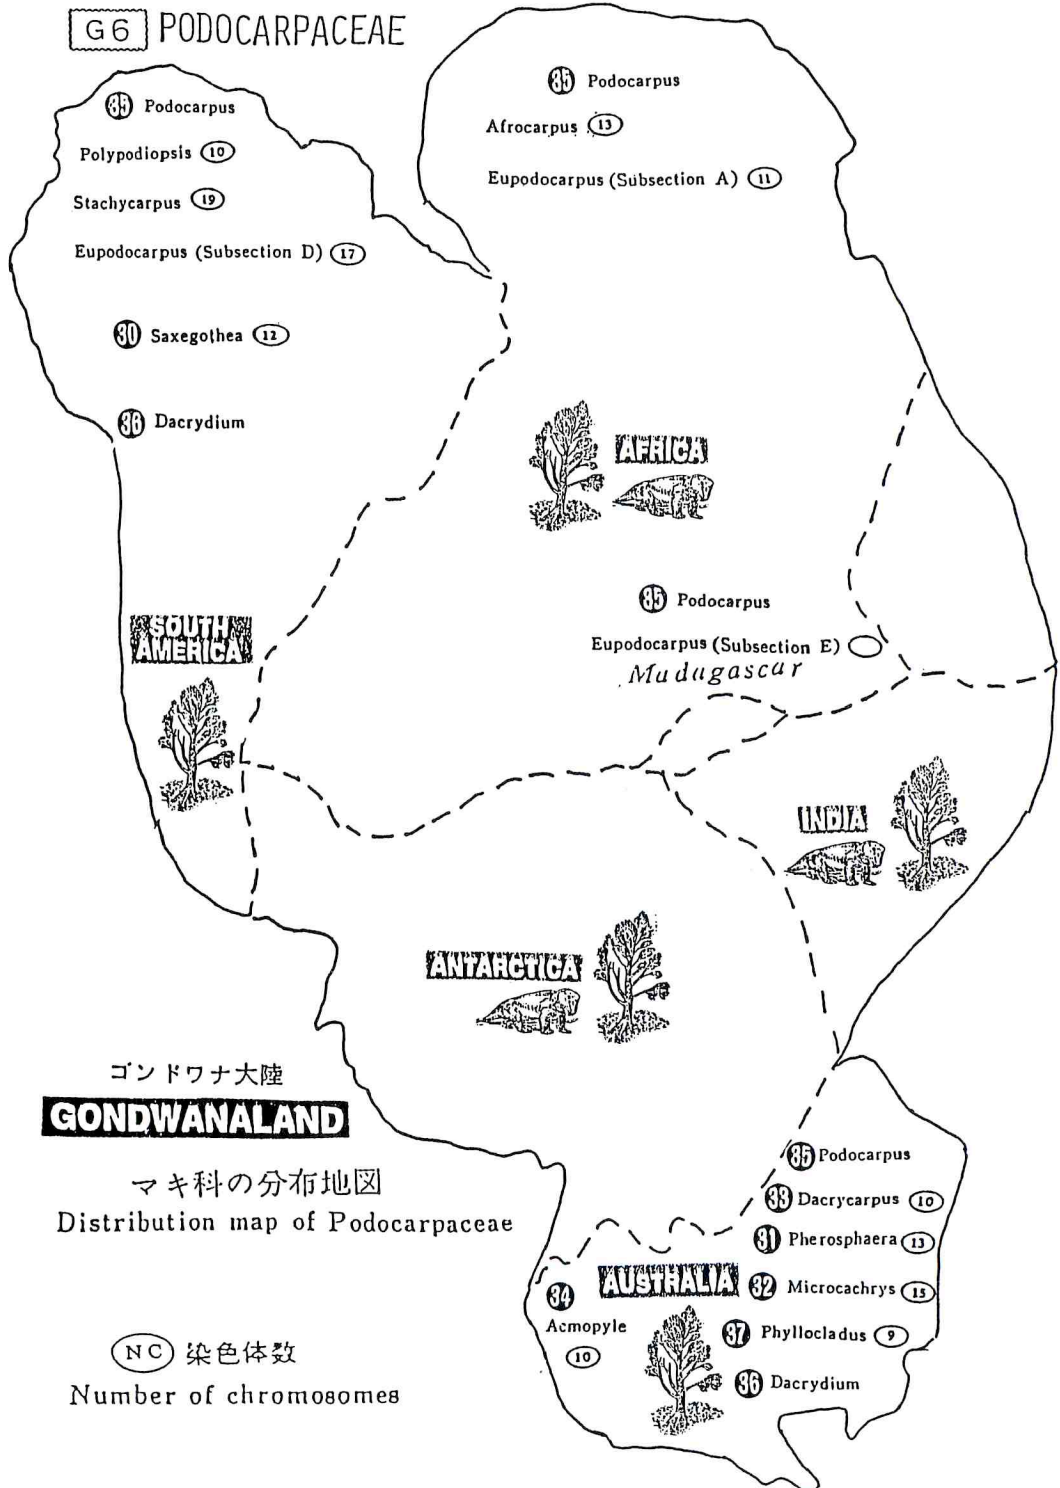 G6 PODOCARPACEAE
35 Podocarpus
Polypodiopsis 10
Stachycarpus 19
Eupodocarpus (Subsection D) 17
30 Saxegothea 12
36 Dacrydium
35 Podocarpus
Afrocarpus 13
Eupodocarpus (Subsection A) 11
AFRICA
35 Podocarpus
Eupodocarpus (Subsection E)
Madagascar
SOUTH
AMERICA
INDIA
ANTARCTICA
ゴンドワナ大陸
GONDWANALAND
マキ科の分布地図
Distribution map of Podocarpaceae
NC 染色体数
Number of chromosomes
35 Podocarpus
33 Dacrycarpus 10
31 Pherosphaera 13
AUSTRALIA
32 Microcachrys 15
34
Acmopyle
10
37 Phyllocladus 9
36 Dacrydium